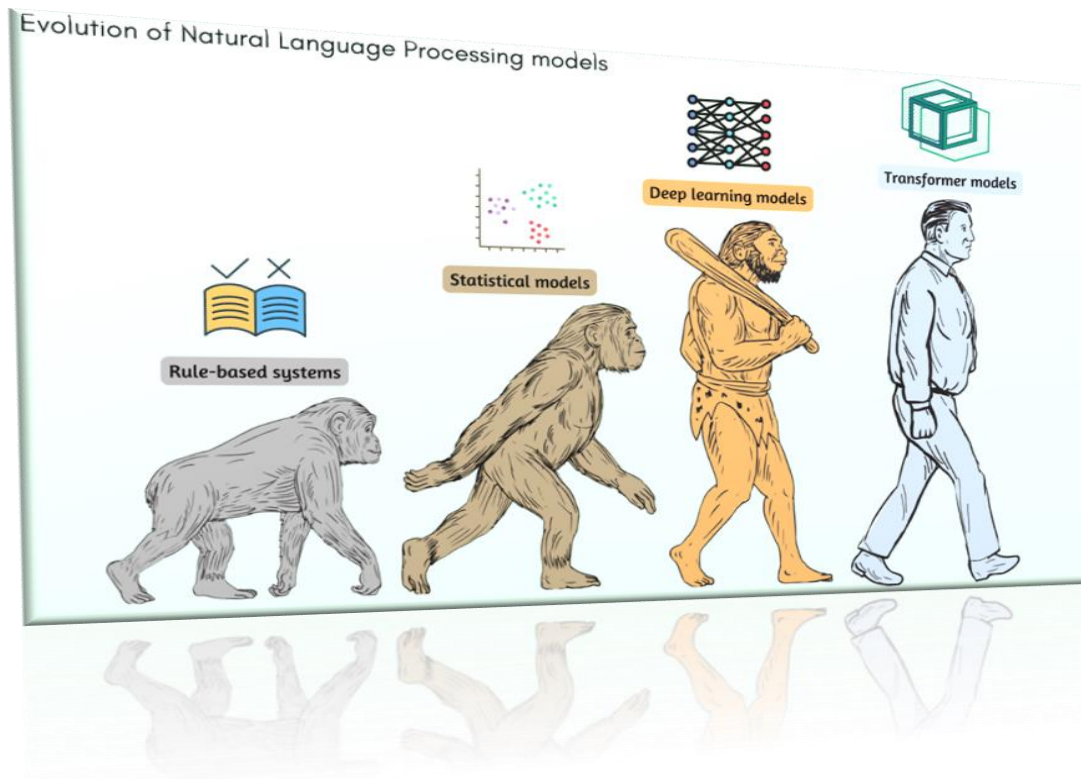 Evolution of Natural Language Processing models
Transformer models
Deep learning models
Statistical models
Rule-based systems